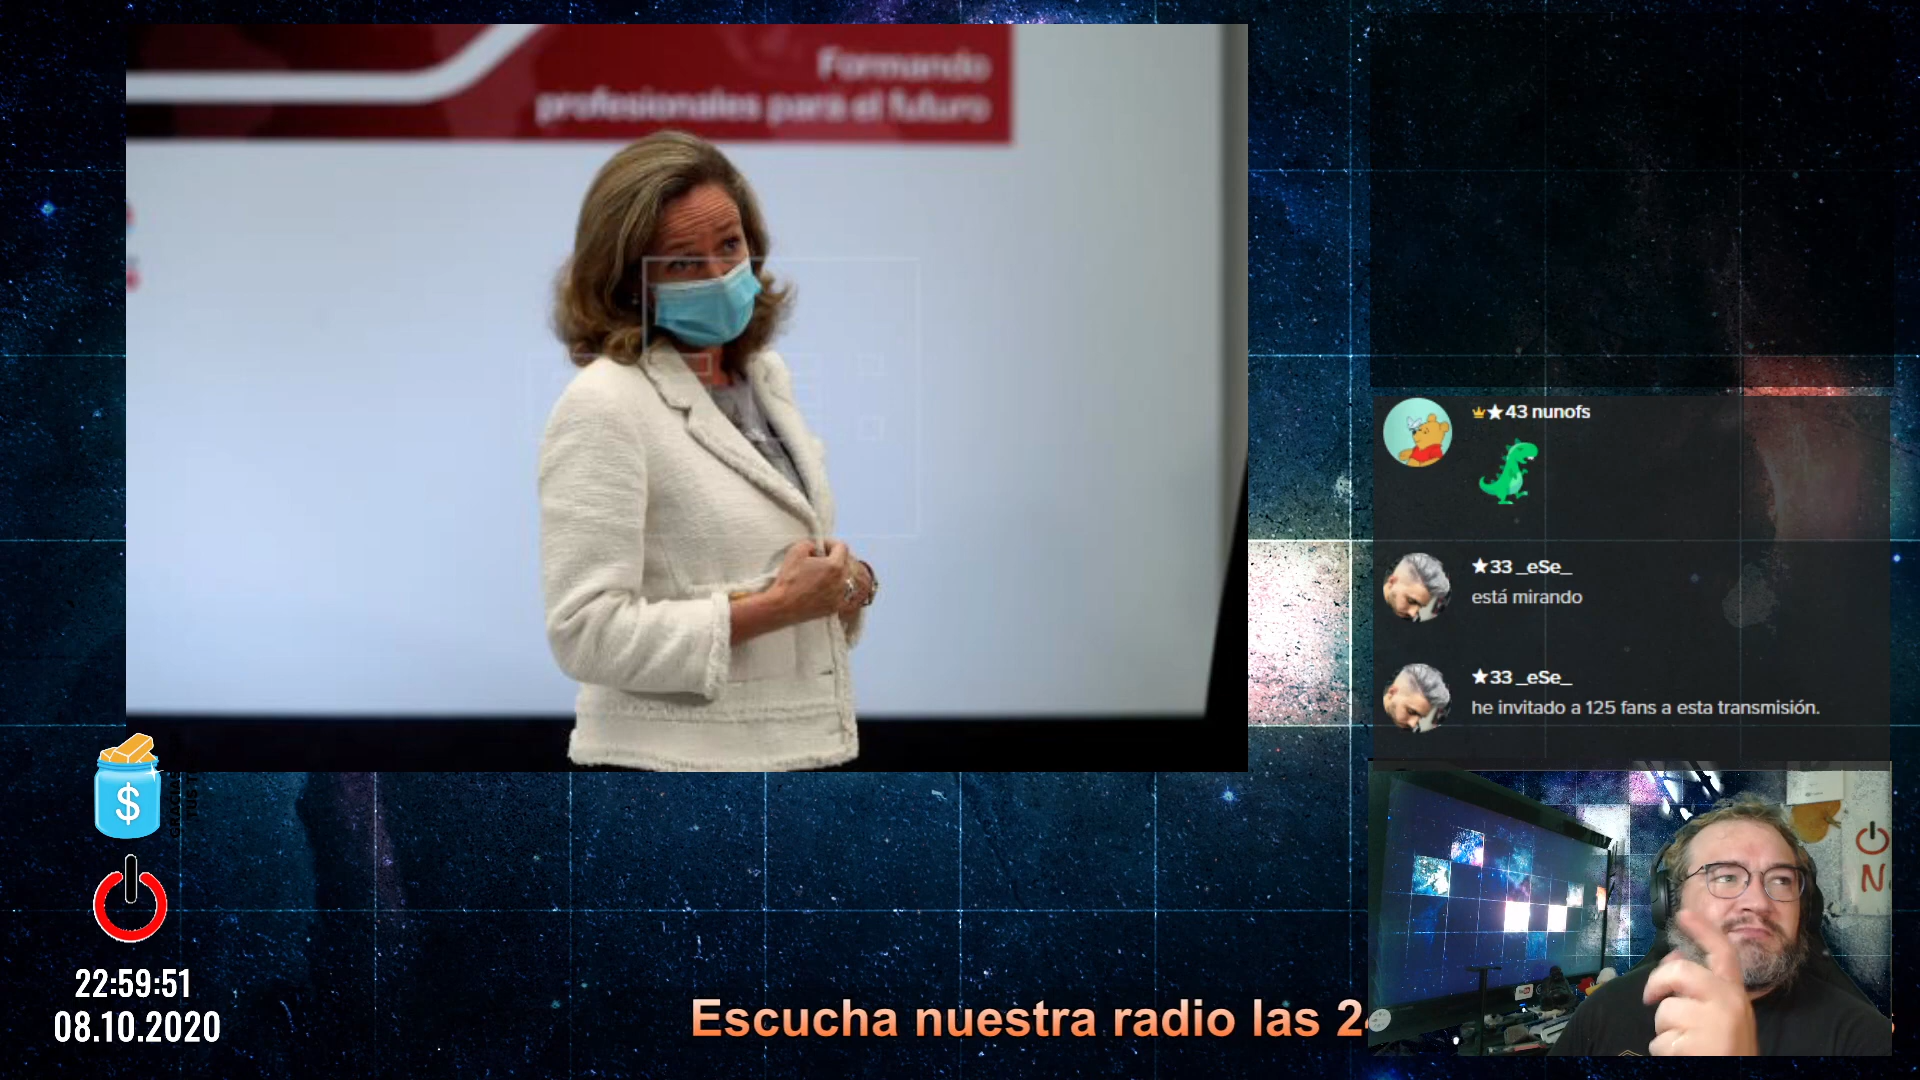 Formando
profesionales para el futuro
43 nunofs
33 _eSe_
está mirando
33 _eSe_
he invitado a 125 fans a esta transmisión.
$
22:59:51
08.10.2020
Escucha nuestra radio las 2